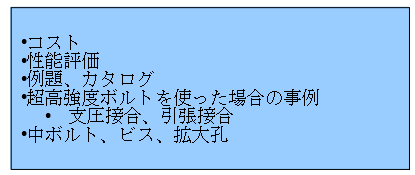 •コスト
•性能評価
•例題、カタログ
•超高強度ボルトを使った場合の事例
• 支圧接合、引張接合
•中ボルト、ビス、拡大孔